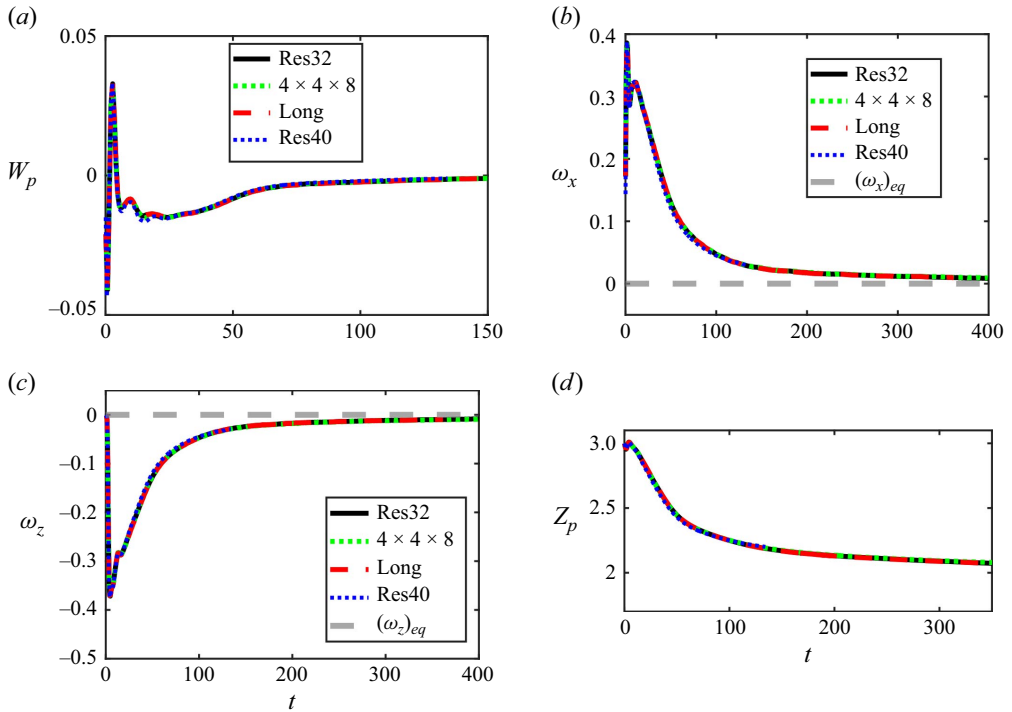 (a)
0.05
0
−0.05
W_p
Res32
4 × 4 × 8
Long
Res40
0
50
100
150
(b)
0.4
0.3
0.2
0.1
0
ω_x
Res32
4 × 4 × 8
Long
Res40
(ω_x)_eq
0
100
200
300
400
(c)
0
−0.1
−0.2
−0.3
−0.4
−0.5
ω_z
Res32
4 × 4 × 8
Long
Res40
(ω_z)_eq
0
100
200
300
400
t
(d)
3.0
2.5
2
Z_p
0
100
200
300
t